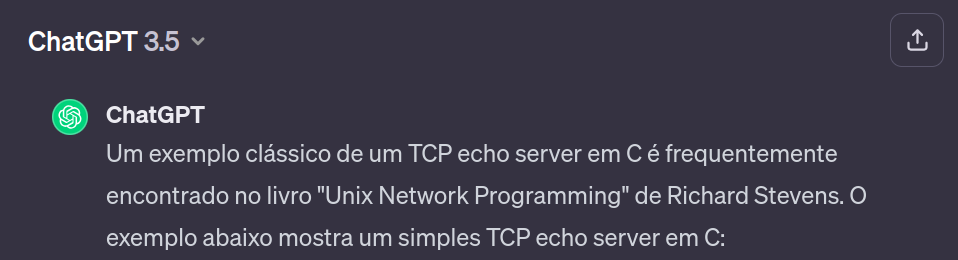 ChatGPT 3.5
ChatGPT
Um exemplo clássico de um TCP echo server em C é frequentemente
encontrado no livro "Unix Network Programming" de Richard Stevens. O
exemplo abaixo mostra um simples TCP echo server em C: